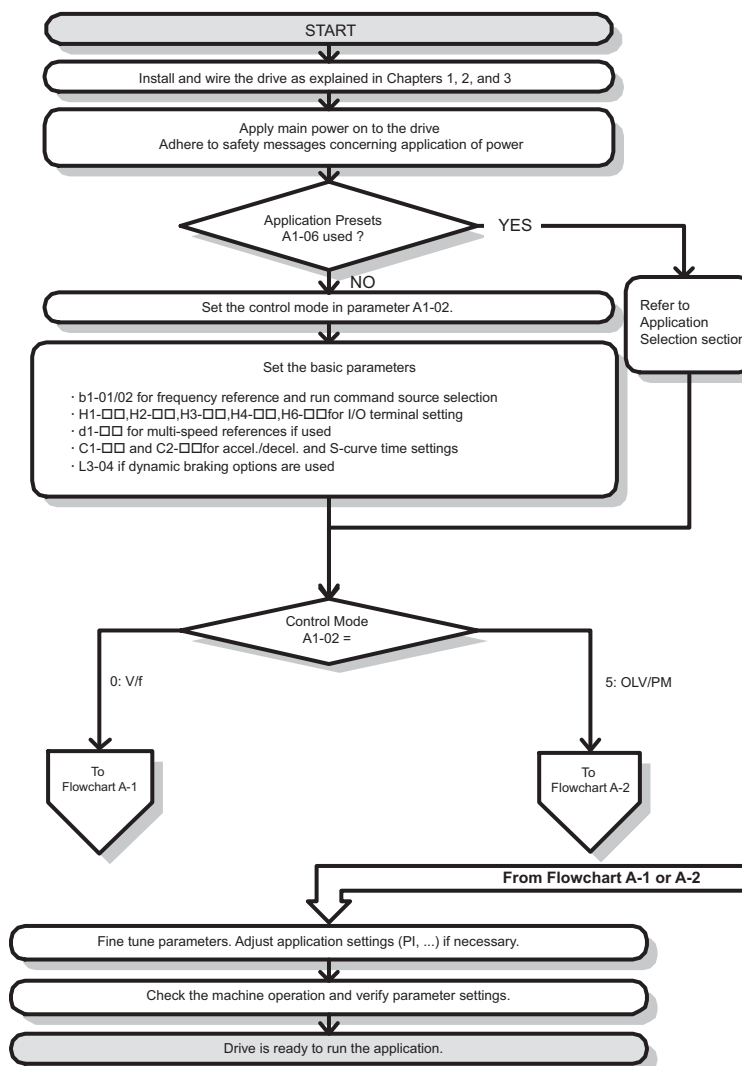 START
Install and wire the drive as explained in Chapters 1, 2, and 3
Apply main power on to the drive
Adhere to safety messages concerning application of power
Application Presets
A1-06 used ?
YES
NO
Set the control mode in parameter A1-02.
Refer to
Application
Selection section
Set the basic parameters
· b1-01/02 for frequency reference and run command source selection
· H1-□□,H2-□□,H3-□□,H4-□□,H6-□□for I/O terminal setting
· d1-□□ for multi-speed references if used
· C1-□□ and C2-□□for accel./decel. and S-curve time settings
· L3-04 if dynamic braking options are used
Control Mode
A1-02 =
0: V/f
5: OLV/PM
To
Flowchart A-1
To
Flowchart A-2
From Flowchart A-1 or A-2
Fine tune parameters. Adjust application settings (PI, ...) if necessary.
Check the machine operation and verify parameter settings.
Drive is ready to run the application.